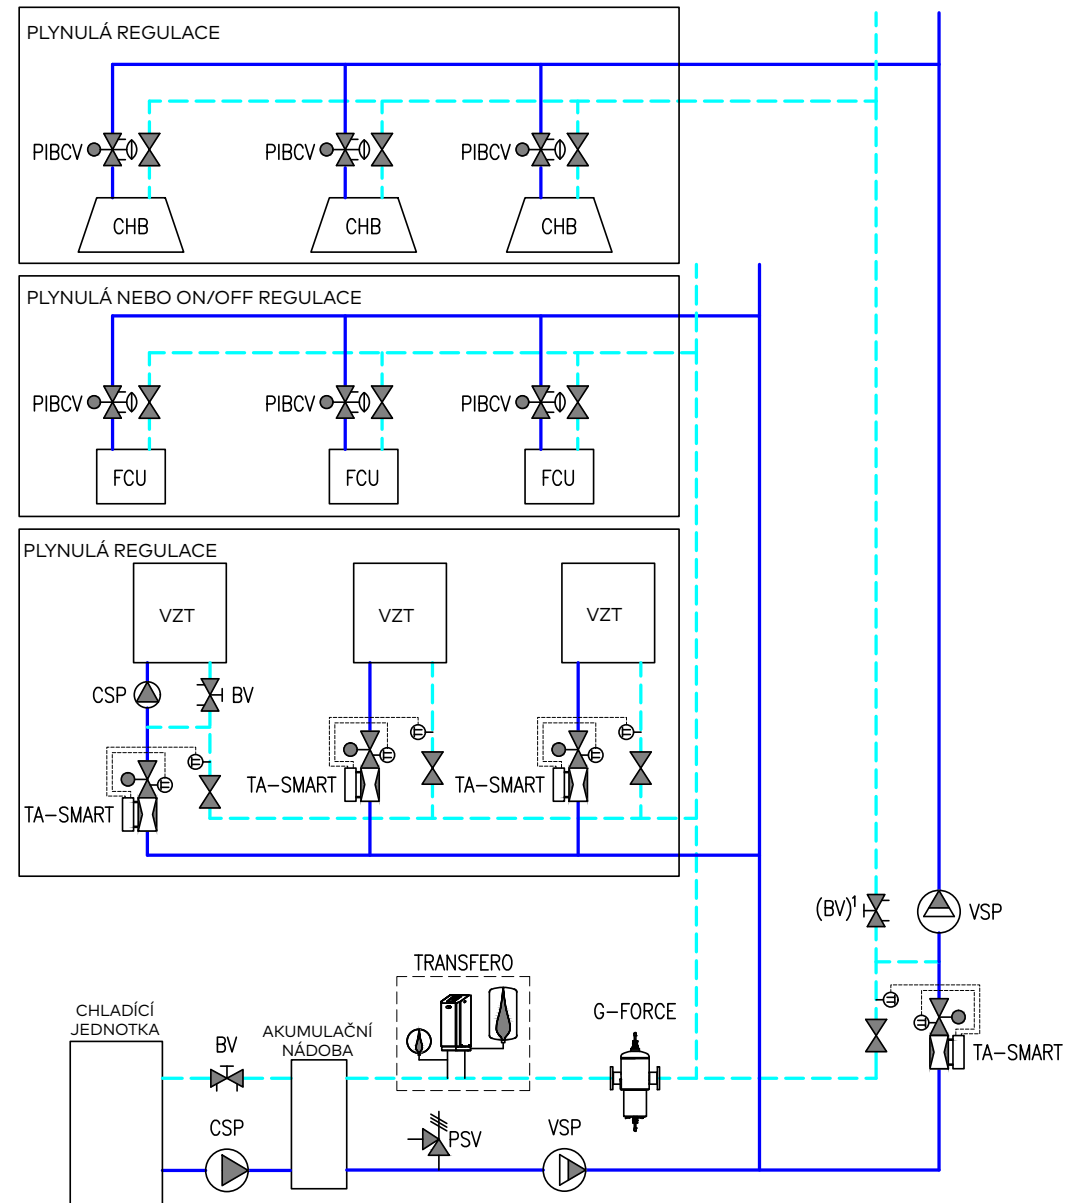 PLYNULÁ REGULACE
PIBCV
PIBCV
PIBCV
CHB
CHB
CHB
PLYNULÁ NEBO ON/OFF REGULACE
PIBCV
PIBCV
PIBCV
FCU
FCU
FCU
PLYNULÁ REGULACE
VZT
VZT
VZT
CSP
BV
TA-SMART
TA-SMART
TA-SMART
(BV)¹
VSP
TA-SMART
TRANSFERO
G-FORCE
CHLADÍCÍ
JEDNOTKA
BV
AKUMULAČNÍ
NÁDOBA
CSP
PSV
VSP